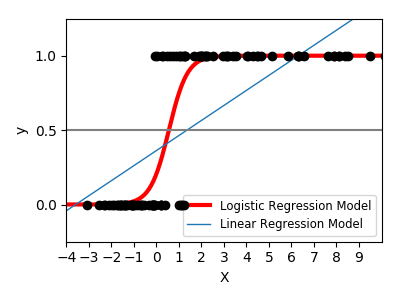 1.0
0.5
0.0
y
Logistic Regression Model
Linear Regression Model
−4 −3 −2 −1 0 1 2 3 4 5 6 7 8 9
X